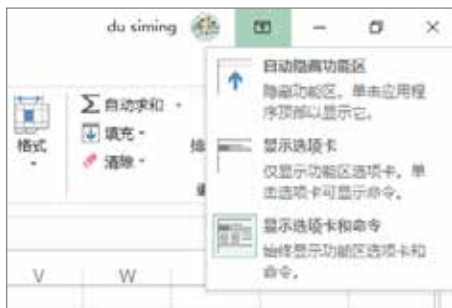 du siming
自动隐藏功能区
隐藏功能区。单击应用程
序顶部以显示它。
显示选项卡
仅显示功能区选项卡。单
击选项卡可显示命令。
显示选项卡和命令
始终显示功能区选项卡和
命令。
格式
自动求和
填充
清除
V
W